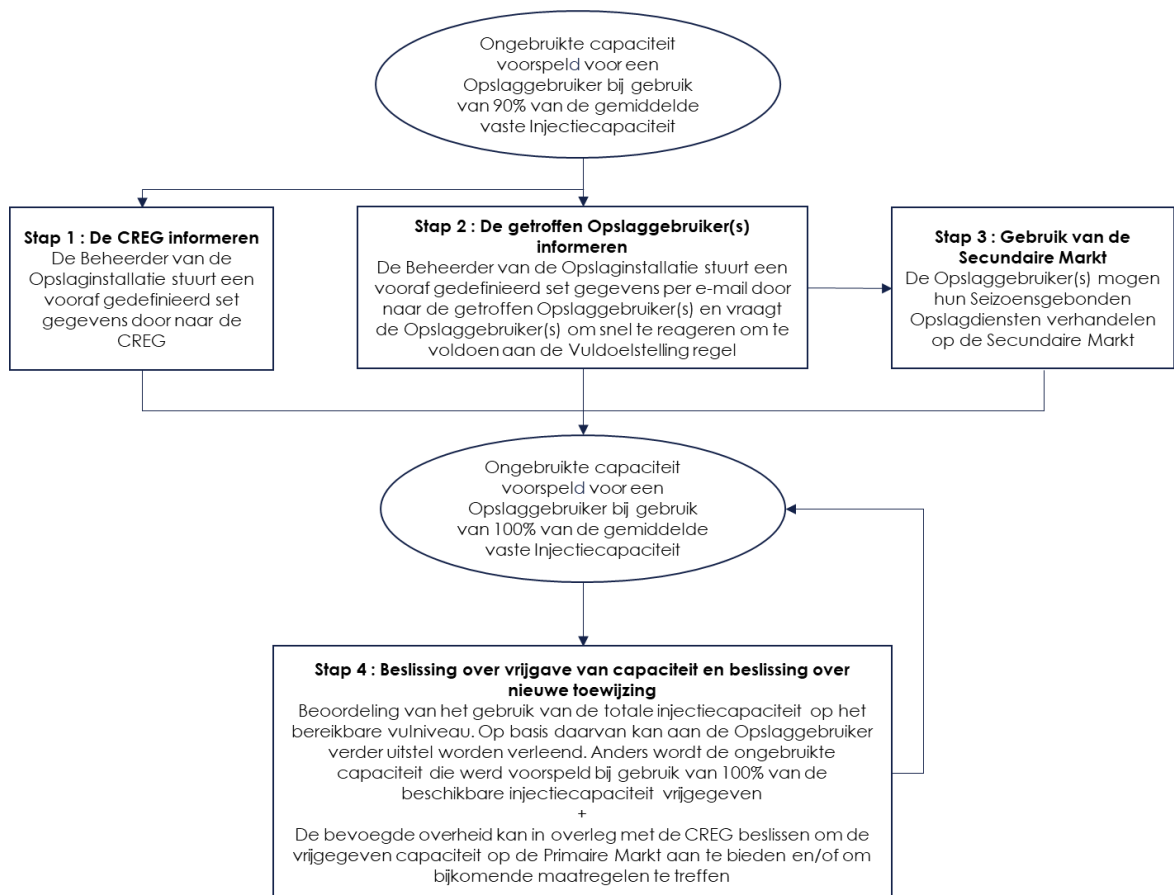 Ongebruikte capaciteit
voorspeld voor een
Opslaggebruiker bij gebruik
van 90% van de gemiddelde
vaste Injectiecapaciteit
Stap 1 : De CREG informeren
De Beheerder van de
Opslaginstallatie stuurt een
vooraf gedefinieerd set
gegevens door naar de
CREG
Stap 2 : De getroffen Opslaggebruiker(s)
informeren
De Beheerder van de Opslaginstallatie stuurt een
vooraf gedefinieerd set gegevens per e-mail door
naar de getroffen Opslaggebruiker(s) en vraagt
de Opslaggebruiker(s) om snel te reageren om te
voldoen aan de Vuldoelstelling regel
Stap 3 : Gebruik van de
Secundaire Markt
De Opslaggebruiker(s) mogen
hun Seizoensgebonden
Opslagdiensten verhandelen
op de Secundaire Markt
Ongebruikte capaciteit
voorspeld voor een
Opslaggebruiker bij gebruik
van 100% van de gemiddelde
vaste Injectiecapaciteit
Stap 4 : Beslissing over vrijgave van capaciteit en beslissing over
nieuwe toewijzing
Beoordeling van het gebruik van de totale injectiecapaciteit op het
bereikbare vulniveau. Op basis daarvan kan aan de Opslaggebruiker
verder uitstel worden verleend. Anders wordt de ongebruikte
capaciteit die werd voorspeld bij gebruik van 100% van de
beschikbare injectiecapaciteit vrijgegeven
+
De bevoegde overheid kan in overleg met de CREG beslissen om de
vrijgegeven capaciteit op de Primaire Markt aan te bieden en/of om
bijkomende maatregelen te treffen